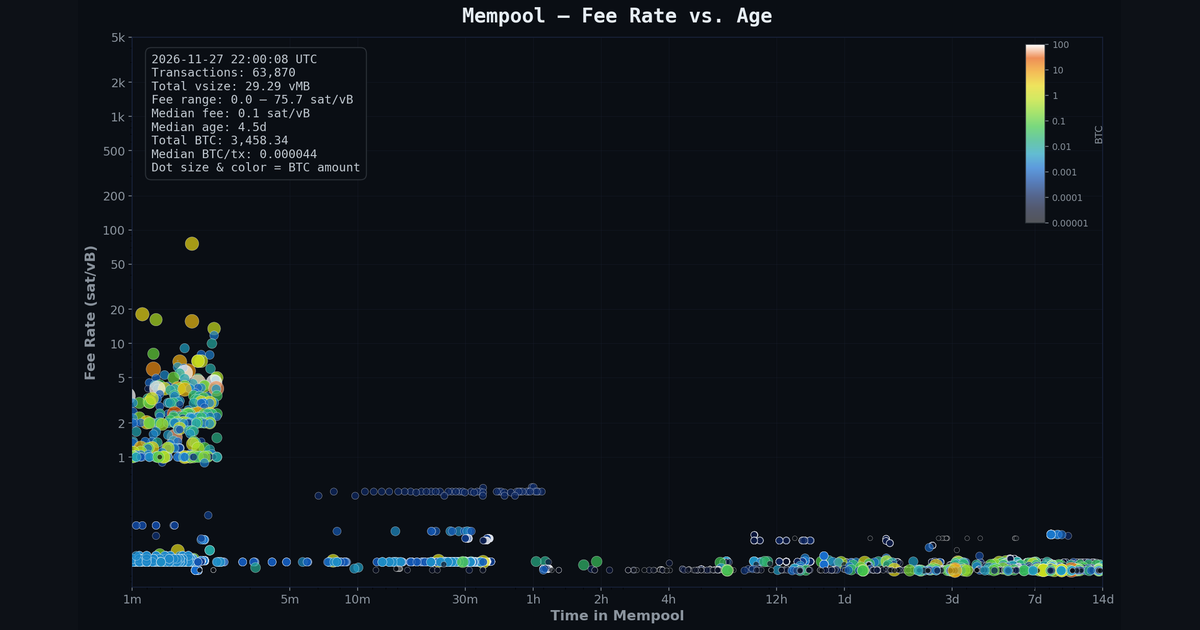 Mempool — Fee Rate vs. Age
2026-11-27 22:00:08 UTC
Transactions: 63,870
Total vsize: 29.29 vMB
Fee range: 0.0 – 75.7 sat/vB
Median fee: 0.1 sat/vB
Median age: 4.5d
Total BTC: 3,458.34
Median BTC/tx: 0.000044
Dot size & color = BTC amount
5k
2k
1k
500
200
100
50
20
10
5
2
1
Fee Rate (sat/vB)
100
10
1
0.1
0.01
0.001
0.0001
0.00001
BTC
1m 5m 10m 30m 1h 2h 4h 12h 1d 3d 7d 14d
Time in Mempool